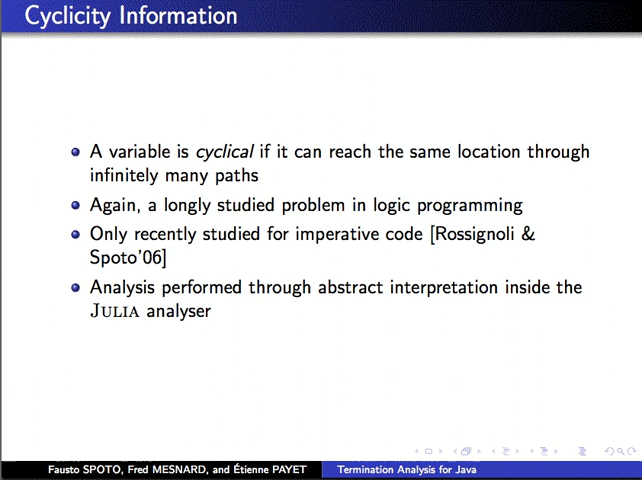 Cyclicity Information
A variable is cyclical if it can reach the same location through
infinitely many paths
Again, a longly studied problem in logic programming
Only recently studied for imperative code [Rossignoli &
Spoto'06]
Analysis performed through abstract interpretation inside the
JULIA analyser
Fausto SPOTO, Fred MESNARD, and Étienne PAYET
Termination Analysis for Java